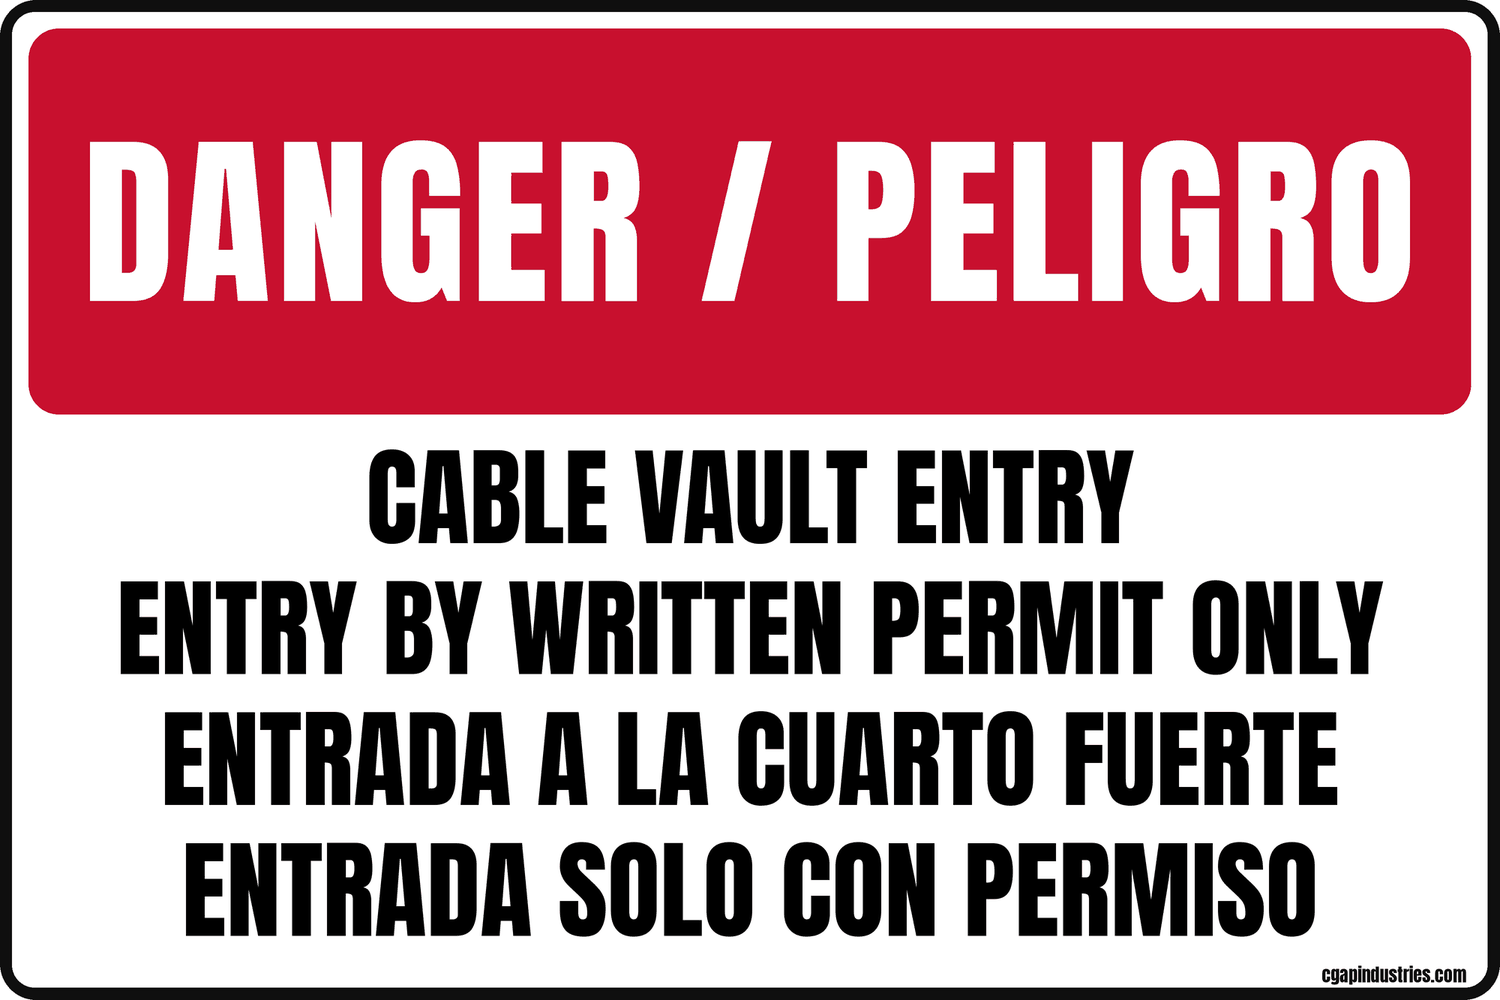 DANGER / PELIGRO
CABLE VAULT ENTRY
ENTRY BY WRITTEN PERMIT ONLY
ENTRADA A LA CUARTO FUERTE
ENTRADA SOLO CON PERMISO
cgapindustries.com